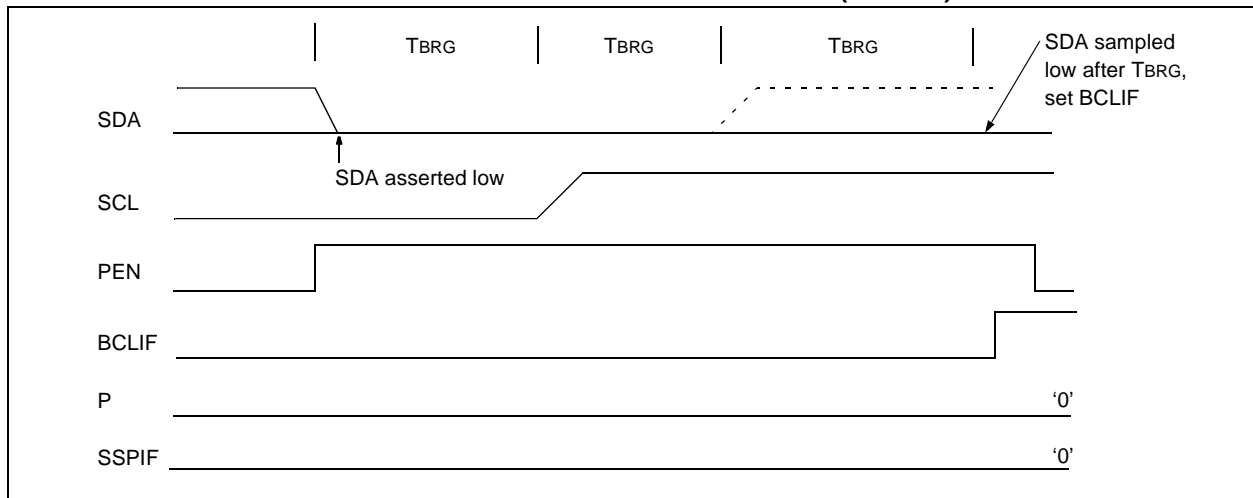 TBRG TBRG TBRG
SDA sampled
low after TBRG,
set BCLIF
SDA
SDA asserted low
SCL
PEN
BCLIF
P
‘0’
SSPIF
‘0’